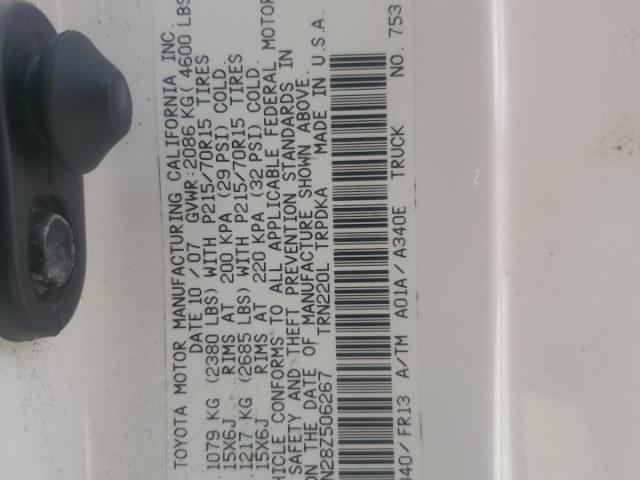 TOYOTA MOTOR MANUFACTURING CALIFORNIA INC.
DATE 10 / 07 GVWR: 2086 KG( 4600 LBS
1079 KG (2380 LBS) WITH P215/70R15 TIRES
15X6J RIMS AT 200 KPA (29 PSI) COLD.
1217 KG (2685 LBS) WITH P215/70R15 TIRES
15X6J RIMS AT 220 KPA (32 PSI) COLD.
HICLE CONFORMS TO ALL APPLICABLE FEDERAL MOTOR
SAFETY AND THEFT PREVENTION STANDARDS IN
ON THE DATE OF MANUFACTURE SHOWN ABOVE.
N28Z506267 TRN220L TRPDKA MADE IN U.S.A.
040/ FR13 A/TM A01A/ A340E TRUCK NO. 753